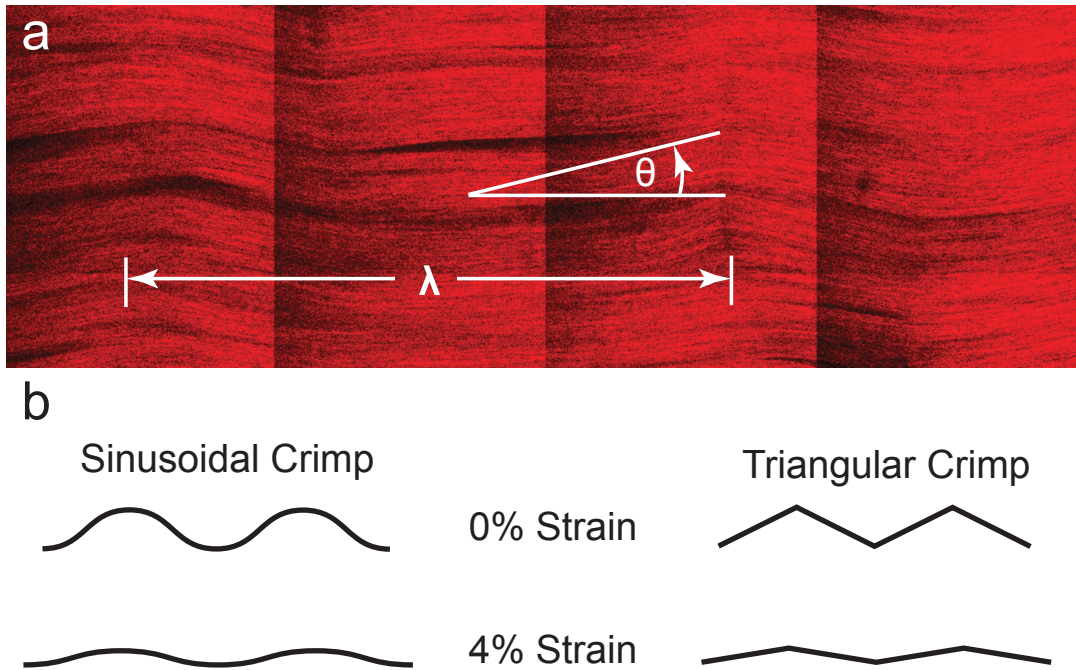 a
θ
λ
b
Sinusoidal Crimp
Triangular Crimp
0% Strain
4% Strain